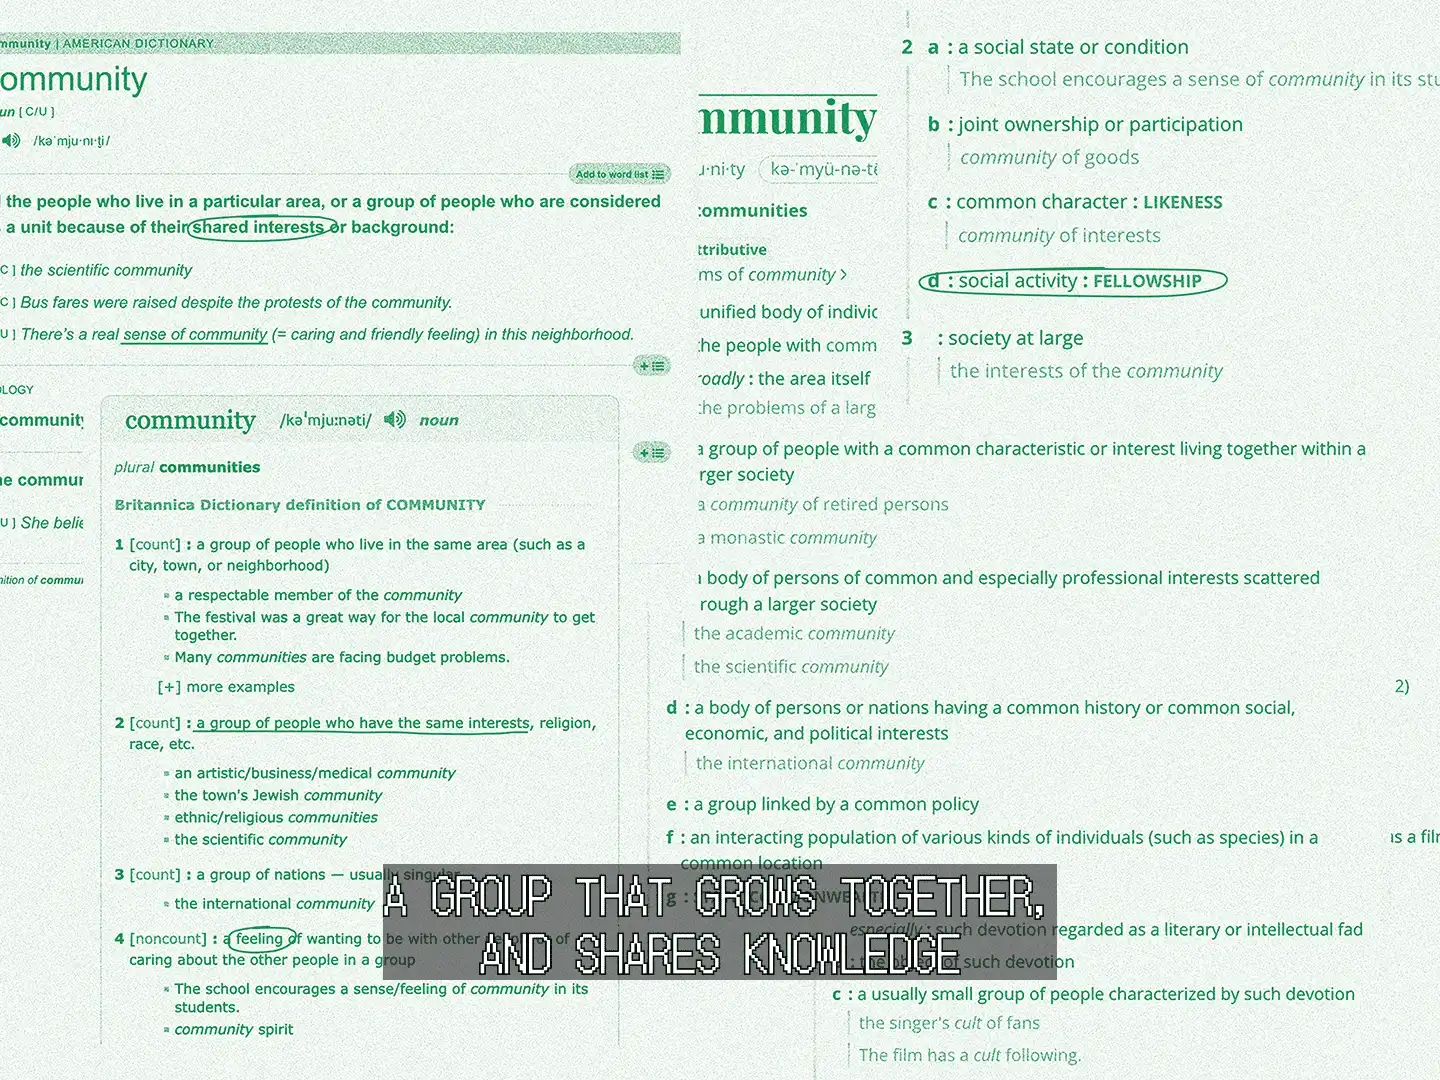 mmunity | AMERICAN DICTIONARY
ommunity
un [ C/U ]
/kəˈmju·nɪ·t̬i/
Add to word list
the people who live in a particular area, or a group of people who are considered
a unit because of their shared interests or background:
C ] the scientific community
C ] Bus fares were raised despite the protests of the community.
U ] There's a real sense of community (= caring and friendly feeling) in this neighborhood.
OLOGY
community
he commun
U ] She belie
nition of commun
community /kəˈmjuːnəti/ noun
plural communities
Britannica Dictionary definition of COMMUNITY
1 [count] : a group of people who live in the same area (such as a
city, town, or neighborhood)
▪ a respectable member of the community
▪ The festival was a great way for the local community to get
together.
▪ Many communities are facing budget problems.
[+] more examples
2 [count] : a group of people who have the same interests, religion,
race, etc.
▪ an artistic/business/medical community
▪ the town's Jewish community
▪ ethnic/religious communities
▪ the scientific community
3 [count] : a group of nations — usually singular
▪ the international community
4 [noncount] : a feeling of wanting to be with other of
caring about the other people in a group
▪ The school encourages a sense/feeling of community in its
students.
▪ community spirit
mmunity
u·ni·ty kə-ˈmyü-nə-tē
communities
ttributive
ms of community >
unified body of individ
the people with comm
roadly : the area itself
the problems of a larg
a group of people with a common characteristic or interest living together within a
rger society
a community of retired persons
a monastic community
body of persons of common and especially professional interests scattered
rough a larger society
the academic community
the scientific community
d : a body of persons or nations having a common history or common social,
economic, and political interests
the international community
e : a group linked by a common policy
f : an interacting population of various kinds of individuals (such as species) in a
common location
g :
2 a : a social state or condition
The school encourages a sense of community in its stu
b : joint ownership or participation
community of goods
c : common character : LIKENESS
community of interests
d : social activity : FELLOWSHIP
3 : society at large
the interests of the community
2)
as a film
especially : such devotion regarded as a literary or intellectual fad
: the object of such devotion
c : a usually small group of people characterized by such devotion
the singer's cult of fans
The film has a cult following.
A GROUP THAT GROWS TOGETHER,
AND SHARES KNOWLEDGE